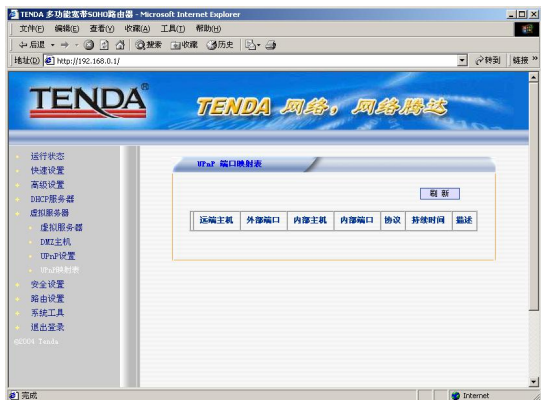 TENDA 多功能宽带SOHO路由器 - Microsoft Internet Explorer
文件(F) 编辑(E) 查看(V) 收藏(A) 工具(T) 帮助(H)
后退 搜索 收藏 历史
地址(D) http://192.168.0.1/ 转到 链接 »
TENDA®
TENDA 网络，网络腾达
运行状态
快速设置
高级设置
DHCP服务器
虚拟服务器
虚拟服务器
DMZ主机
UPnP设置
UPnP映射表
安全设置
路由设置
系统工具
退出登录
©2004 Tenda
UPnP 端口映射表
刷 新
远端主机 外部端口 内部主机 内部端口 协议 持续时间 描述
完成 Internet